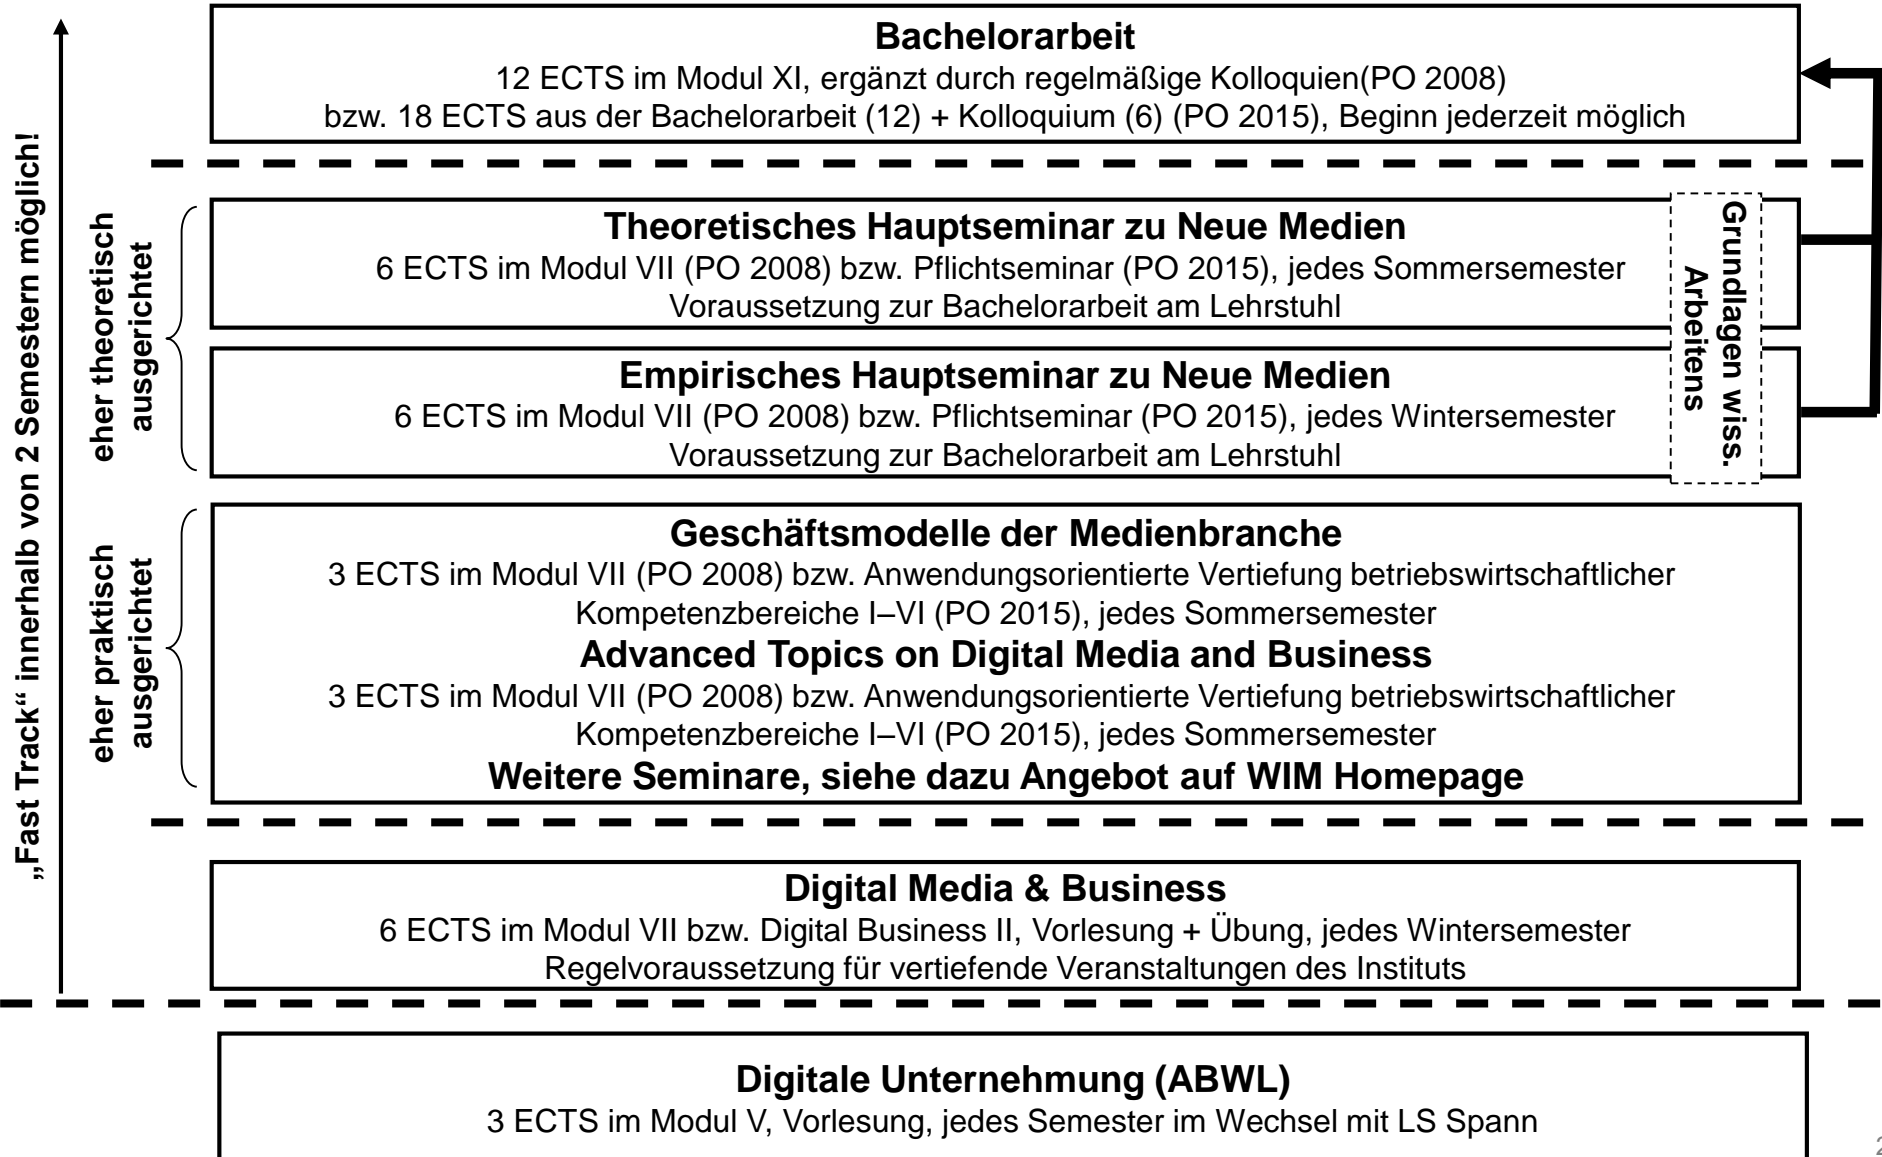 Bachelorarbeit
12 ECTS im Modul XI, ergänzt durch regelmäßige Kolloquien(PO 2008)
bzw. 18 ECTS aus der Bachelorarbeit (12) + Kolloquium (6) (PO 2015), Beginn jederzeit möglich
„Fast Track“ innerhalb von 2 Semestern möglich!
eher theoretisch
ausgerichtet
Theoretisches Hauptseminar zu Neue Medien
6 ECTS im Modul VII (PO 2008) bzw. Pflichtseminar (PO 2015), jedes Sommersemester
Voraussetzung zur Bachelorarbeit am Lehrstuhl
Grundlagen wiss.
Arbeitens
Empirisches Hauptseminar zu Neue Medien
6 ECTS im Modul VII (PO 2008) bzw. Pflichtseminar (PO 2015), jedes Wintersemester
Voraussetzung zur Bachelorarbeit am Lehrstuhl
eher praktisch
ausgerichtet
Geschäftsmodelle der Medienbranche
3 ECTS im Modul VII (PO 2008) bzw. Anwendungsorientierte Vertiefung betriebswirtschaftlicher
Kompetenzbereiche I–VI (PO 2015), jedes Sommersemester
Advanced Topics on Digital Media and Business
3 ECTS im Modul VII (PO 2008) bzw. Anwendungsorientierte Vertiefung betriebswirtschaftlicher
Kompetenzbereiche I–VI (PO 2015), jedes Sommersemester
Weitere Seminare, siehe dazu Angebot auf WIM Homepage
Digital Media & Business
6 ECTS im Modul VII bzw. Digital Business II, Vorlesung + Übung, jedes Wintersemester
Regelvoraussetzung für vertiefende Veranstaltungen des Instituts
Digitale Unternehmung (ABWL)
3 ECTS im Modul V, Vorlesung, jedes Semester im Wechsel mit LS Spann